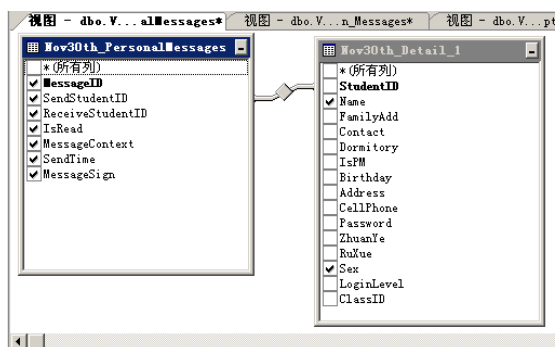 视图 - dbo.V...alMessages*
视图 - dbo.V...n_Messages*
视图 - dbo.V...pt
Nov30th_PersonalMessages
* (所有列)
MessageID
SendStudentID
ReceiveStudentID
IsRead
MessageContext
SendTime
MessageSign
Nov30th_Detail_1
* (所有列)
StudentID
Name
FamilyAdd
Contact
Dormitory
IsPM
Birthday
Address
CellPhone
Password
ZhuanYe
RuXue
Sex
LoginLevel
ClassID